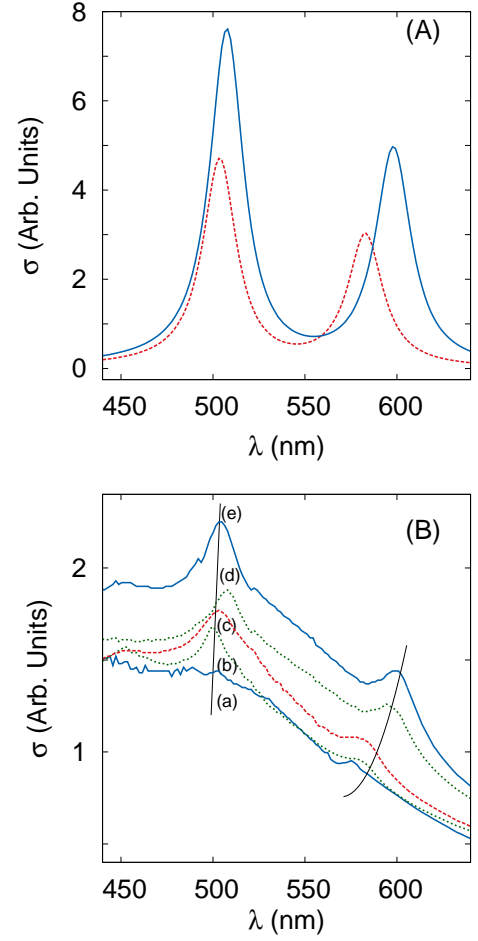 (A)
8
6
4
2
0
σ (Arb. Units)
450 500 550 600
λ (nm)
(B)
(e)
(d)
(c)
(b)
(a)
2
1
σ (Arb. Units)
450 500 550 600
λ (nm)